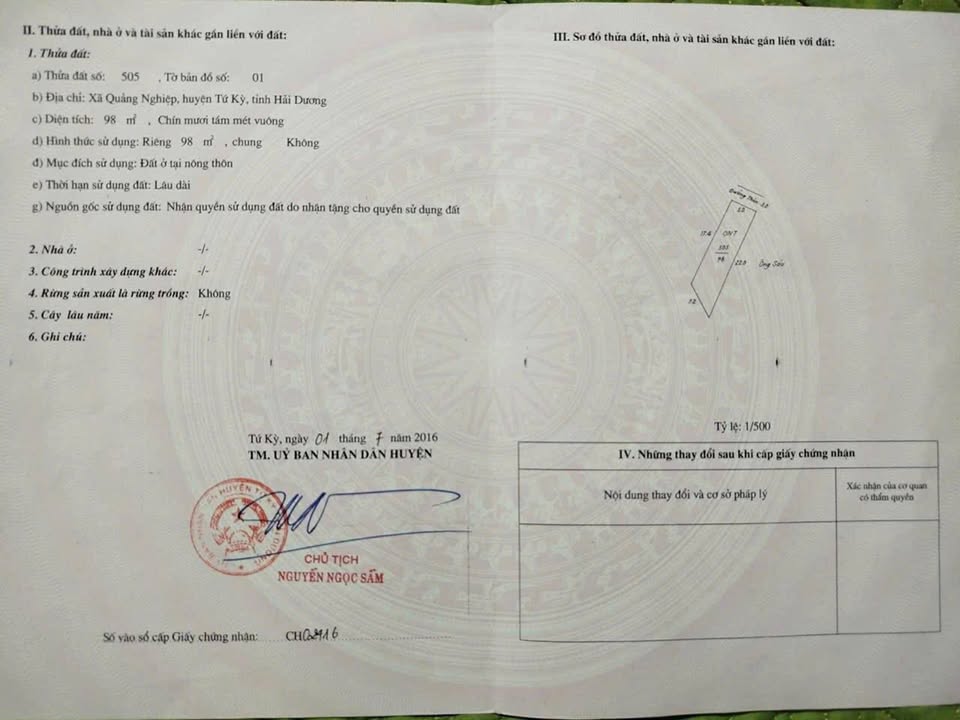 II. Thửa đất, nhà ở và tài sản khác gắn liền với đất:
1. Thửa đất:
a) Thửa đất số: 505 , Tờ bản đồ số: 01
b) Địa chỉ: Xã Quảng Nghiệp, huyện Tứ Kỳ, tỉnh Hải Dương
c) Diện tích: 98 m² , Chín mươi tám mét vuông
d) Hình thức sử dụng: Riêng 98 m² , chung Không
đ) Mục đích sử dụng: Đất ở tại nông thôn
e) Thời hạn sử dụng đất: Lâu dài
g) Nguồn gốc sử dụng đất: Nhận quyền sử dụng đất do nhận tặng cho quyền sử dụng đất
2. Nhà ở: -/-
3. Công trình xây dựng khác: -/-
4. Rừng sản xuất là rừng trồng: Không
5. Cây lâu năm: -/-
6. Ghi chú:
Tứ Kỳ, ngày 01 tháng 7 năm 2016
TM. UỶ BAN NHÂN DÂN HUYỆN
CHỦ TỊCH
NGUYỄN NGỌC SẪM
Số vào sổ cấp Giấy chứng nhận: CH
III. Sơ đồ thửa đất, nhà ở và tài sản khác gắn liền với đất:
Đường
17.6 ONT
505
98
Ông
Tỷ lệ: 1/500
IV. Những thay đổi sau khi cấp giấy chứng nhận
Nội dung thay đổi và cơ sở pháp lý
Xác nhận của cơ quan
có thẩm quyền